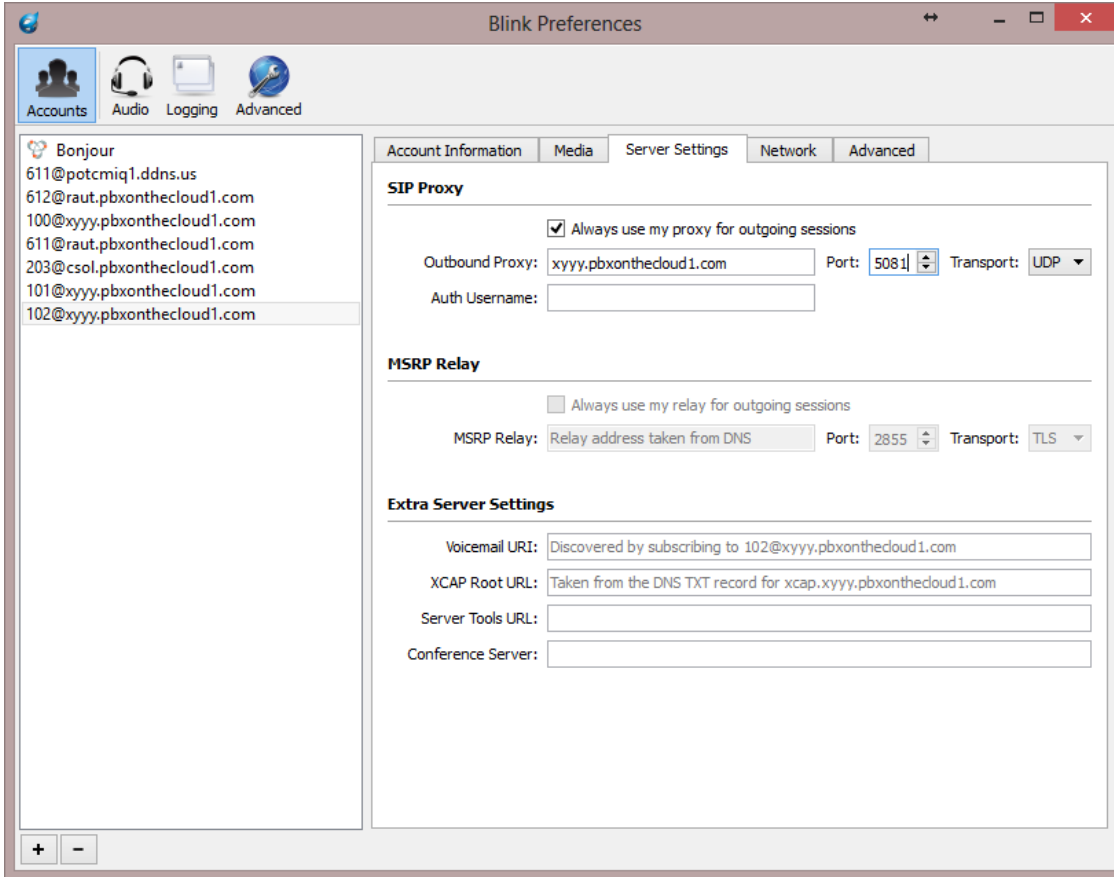 Blink Preferences
Accounts Audio Logging Advanced
Bonjour
611@potcmiq1.ddns.us
612@raut.pbxonthecloud1.com
100@xyyy.pbxonthecloud1.com
611@raut.pbxonthecloud1.com
203@csol.pbxonthecloud1.com
101@xyyy.pbxonthecloud1.com
102@xyyy.pbxonthecloud1.com
+ −
Account Information Media Server Settings Network Advanced
SIP Proxy
Always use my proxy for outgoing sessions
Outbound Proxy: xyyy.pbxonthecloud1.com Port: 5081 Transport: UDP
Auth Username:
MSRP Relay
Always use my relay for outgoing sessions
MSRP Relay: Relay address taken from DNS Port: 2855 Transport: TLS
Extra Server Settings
Voicemail URI: Discovered by subscribing to 102@xyyy.pbxonthecloud1.com
XCAP Root URL: Taken from the DNS TXT record for xcap.xyyy.pbxonthecloud1.com
Server Tools URL:
Conference Server: